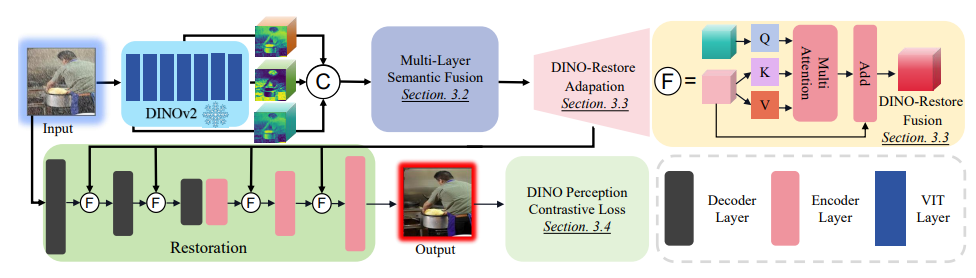 Input
DINOv2
C
Multi-Layer
Semantic Fusion
Section. 3.2
DINO-Restore
Adapation
Section. 3.3
F
=
Q
K
V
Multi
Attention
Add
DINO-Restore
Fusion
Section. 3.3
F
F
F
F
Restoration
Output
DINO Perception
Contrastive Loss
Section. 3.4
Decoder
Layer
Encoder
Layer
VIT
Layer